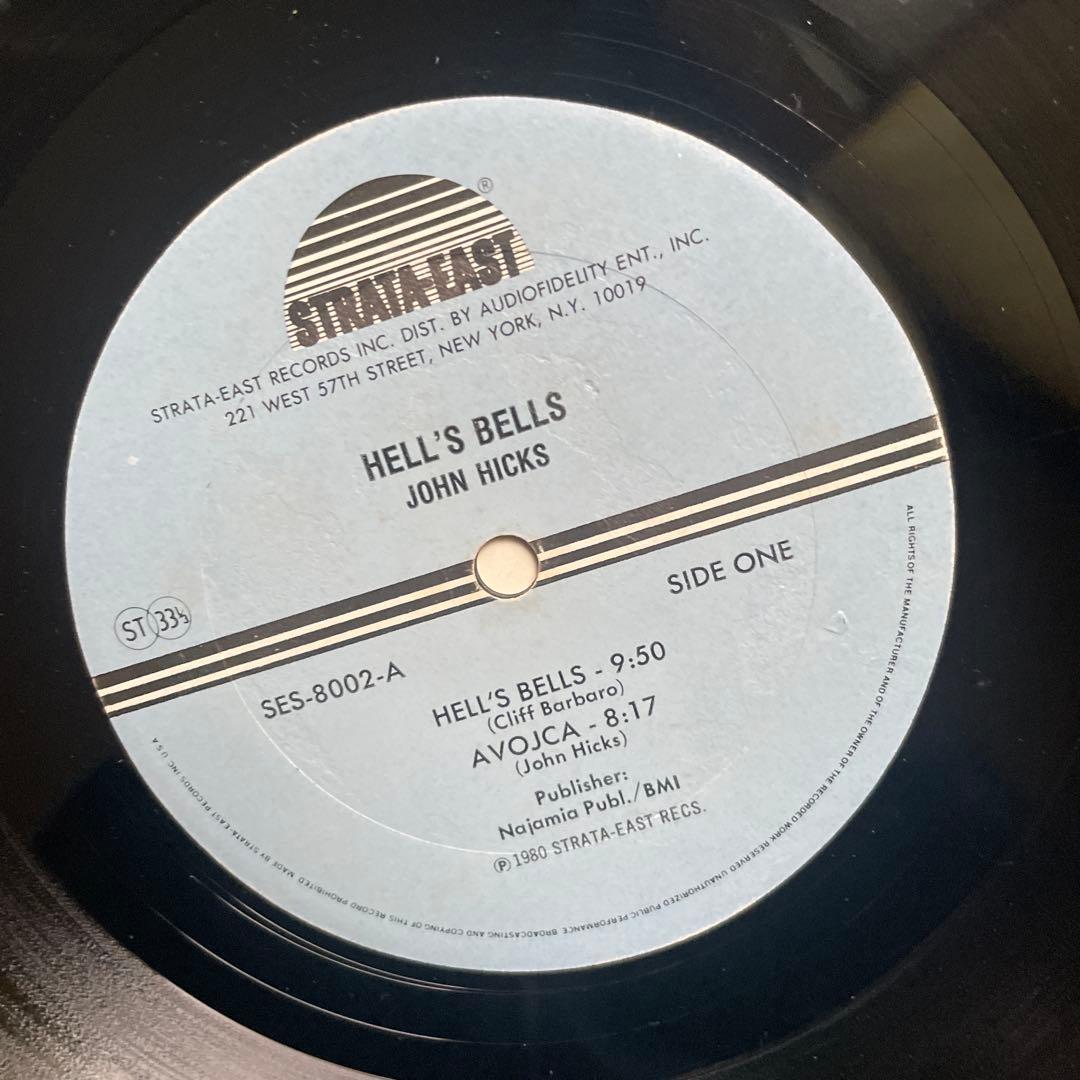 STRATA-EAST ®
STRATA-EAST RECORDS INC. DIST. BY AUDIOFIDELITY ENT., INC.
221 WEST 57TH STREET, NEW YORK, N.Y. 10019
HELL'S BELLS
JOHN HICKS
ST 33⅓
SIDE ONE
SES-8002-A
HELL'S BELLS - 9:50
(Cliff Barbaro)
AVOJCA - 8:17
(John Hicks)
Publisher:
Najamia Publ./BMI
℗ 1980 STRATA-EAST RECS.
ALL RIGHTS OF THE MANUFACTURER AND OF THE OWNER OF THE RECORDED WORK RESERVED UNAUTHORIZED PUBLIC PERFORMANCE BROADCASTING AND COPYING OF THIS RECORD PROHIBITED MADE BY STRATA-EAST RECORDS INC U.S.A